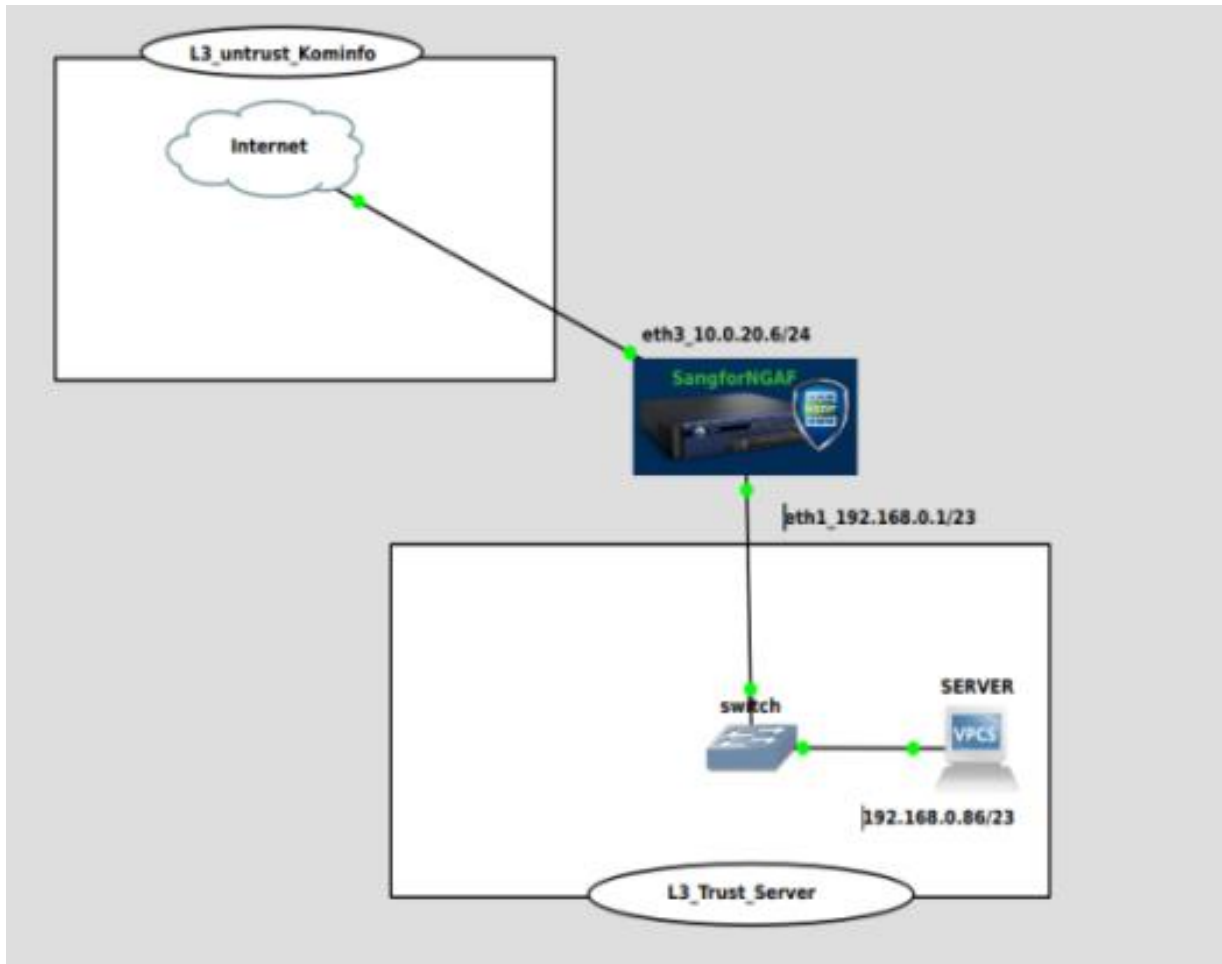 L3_untrust_Kominfo
Internet
eth3_10.0.20.6/24
SangforNGAF
eth1_192.168.0.1/23
SERVER
switch
VPCS
192.168.0.86/23
L3_Trust_Server